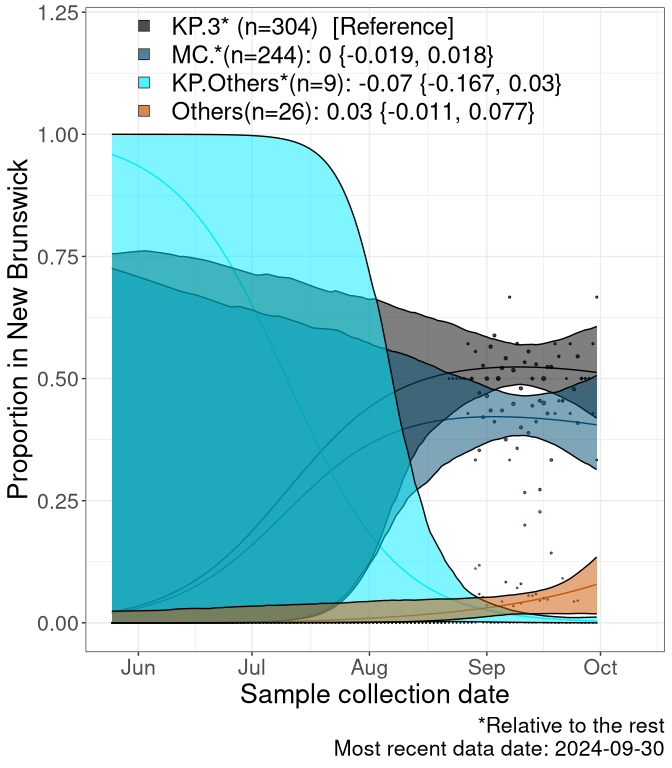 1.25
KP.3* (n=304)  [Reference]
MC.*(n=244): 0 {-0.019, 0.018}
KP.Others*(n=9): -0.07 {-0.167, 0.03}
Others(n=26): 0.03 {-0.011, 0.077}
1.00
0.75
0.50
0.25
0.00
Proportion in New Brunswick
Jun Jul Aug Sep Oct
Sample collection date
*Relative to the rest
Most recent data date: 2024-09-30